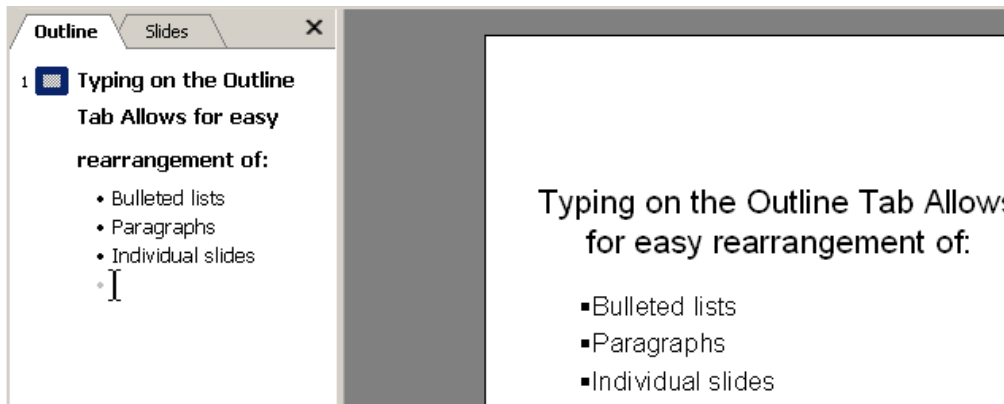 Outline Slides
1 Typing on the Outline
Tab Allows for easy
rearrangement of:
• Bulleted lists
• Paragraphs
• Individual slides
Typing on the Outline Tab Allows
for easy rearrangement of:
▪Bulleted lists
▪Paragraphs
▪Individual slides